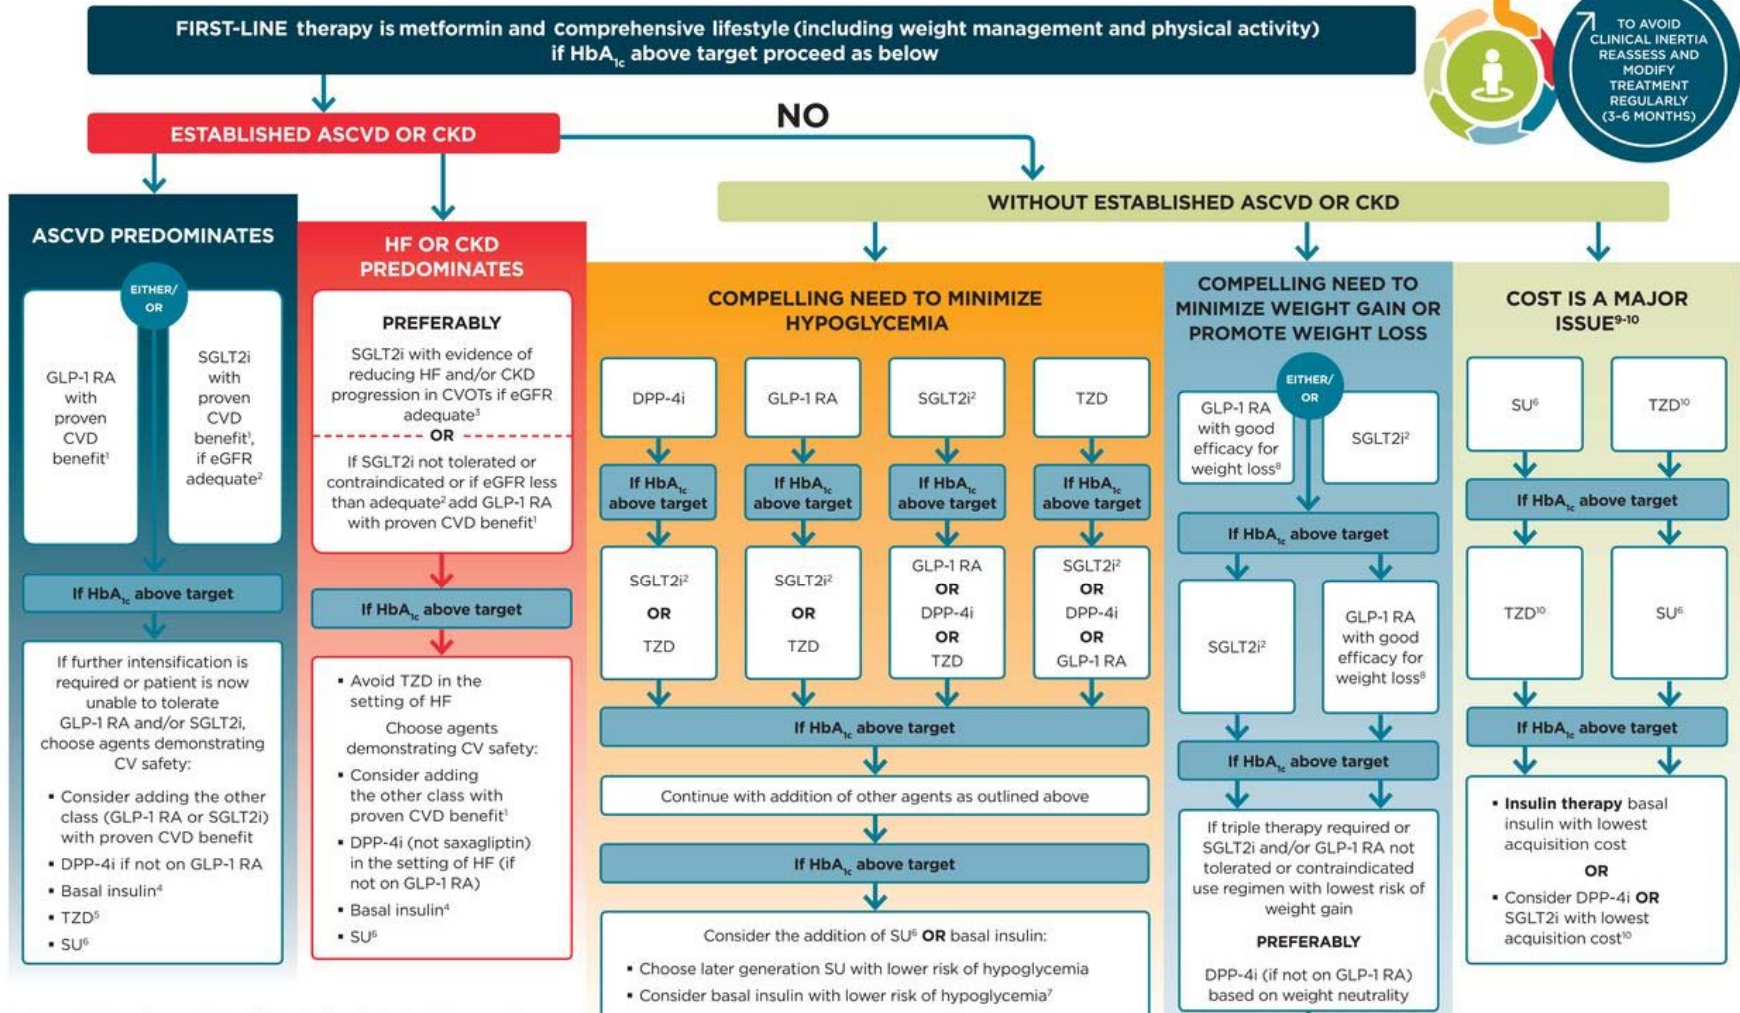 FIRST-LINE therapy is metformin and comprehensive lifestyle (including weight management and physical activity)
if HbA1c above target proceed as below
TO AVOID
CLINICAL INERTIA
REASSESS AND
MODIFY
TREATMENT
REGULARLY
(3-6 MONTHS)
ESTABLISHED ASCVD OR CKD
NO
WITHOUT ESTABLISHED ASCVD OR CKD
ASCVD PREDOMINATES
EITHER/
OR
GLP-1 RA
with
proven
CVD
benefit¹
SGLT2i
with
proven
CVD
benefit¹,
if eGFR
adequate²
If HbA1c above target
If further intensification is
required or patient is now
unable to tolerate
GLP-1 RA and/or SGLT2i,
choose agents demonstrating
CV safety:
▪ Consider adding the other
class (GLP-1 RA or SGLT2i)
with proven CVD benefit
▪ DPP-4i if not on GLP-1 RA
▪ Basal insulin⁴
▪ TZD⁵
▪ SU⁶
HF OR CKD
PREDOMINATES
PREFERABLY
SGLT2i with evidence of
reducing HF and/or CKD
progression in CVOTs if eGFR
adequate³
OR
If SGLT2i not tolerated or
contraindicated or if eGFR less
than adequate² add GLP-1 RA
with proven CVD benefit¹
If HbA1c above target
▪ Avoid TZD in the
setting of HF
Choose agents
demonstrating CV safety:
▪ Consider adding
the other class with
proven CVD benefit¹
▪ DPP-4i (not saxagliptin)
in the setting of HF (if
not on GLP-1 RA)
▪ Basal insulin⁴
▪ SU⁶
COMPELLING NEED TO MINIMIZE
HYPOGLYCEMIA
DPP-4i
GLP-1 RA
SGLT2i²
TZD
If HbA1c
above target
If HbA1c
above target
If HbA1c
above target
If HbA1c
above target
SGLT2i²
OR
TZD
SGLT2i²
OR
TZD
GLP-1 RA
OR
DPP-4i
OR
TZD
SGLT2i²
OR
DPP-4i
OR
GLP-1 RA
If HbA1c above target
Continue with addition of other agents as outlined above
If HbA1c above target
Consider the addition of SU⁶ OR basal insulin:
▪ Choose later generation SU with lower risk of hypoglycemia
▪ Consider basal insulin with lower risk of hypoglycemia⁷
COMPELLING NEED TO
MINIMIZE WEIGHT GAIN OR
PROMOTE WEIGHT LOSS
EITHER/
OR
GLP-1 RA
with good
efficacy for
weight loss⁸
SGLT2i²
If HbA1c above target
SGLT2i²
GLP-1 RA
with good
efficacy for
weight loss⁸
If HbA1c above target
If triple therapy required or
SGLT2i and/or GLP-1 RA not
tolerated or contraindicated
use regimen with lowest risk of
weight gain
PREFERABLY
DPP-4i (if not on GLP-1 RA)
based on weight neutrality
COST IS A MAJOR
ISSUE⁹⁻¹⁰
SU⁶
TZD¹⁰
If HbA1c above target
TZD¹⁰
SU⁶
If HbA1c above target
▪ Insulin therapy basal
insulin with lowest
acquisition cost
OR
▪ Consider DPP-4i OR
SGLT2i with lowest
acquisition cost¹⁰